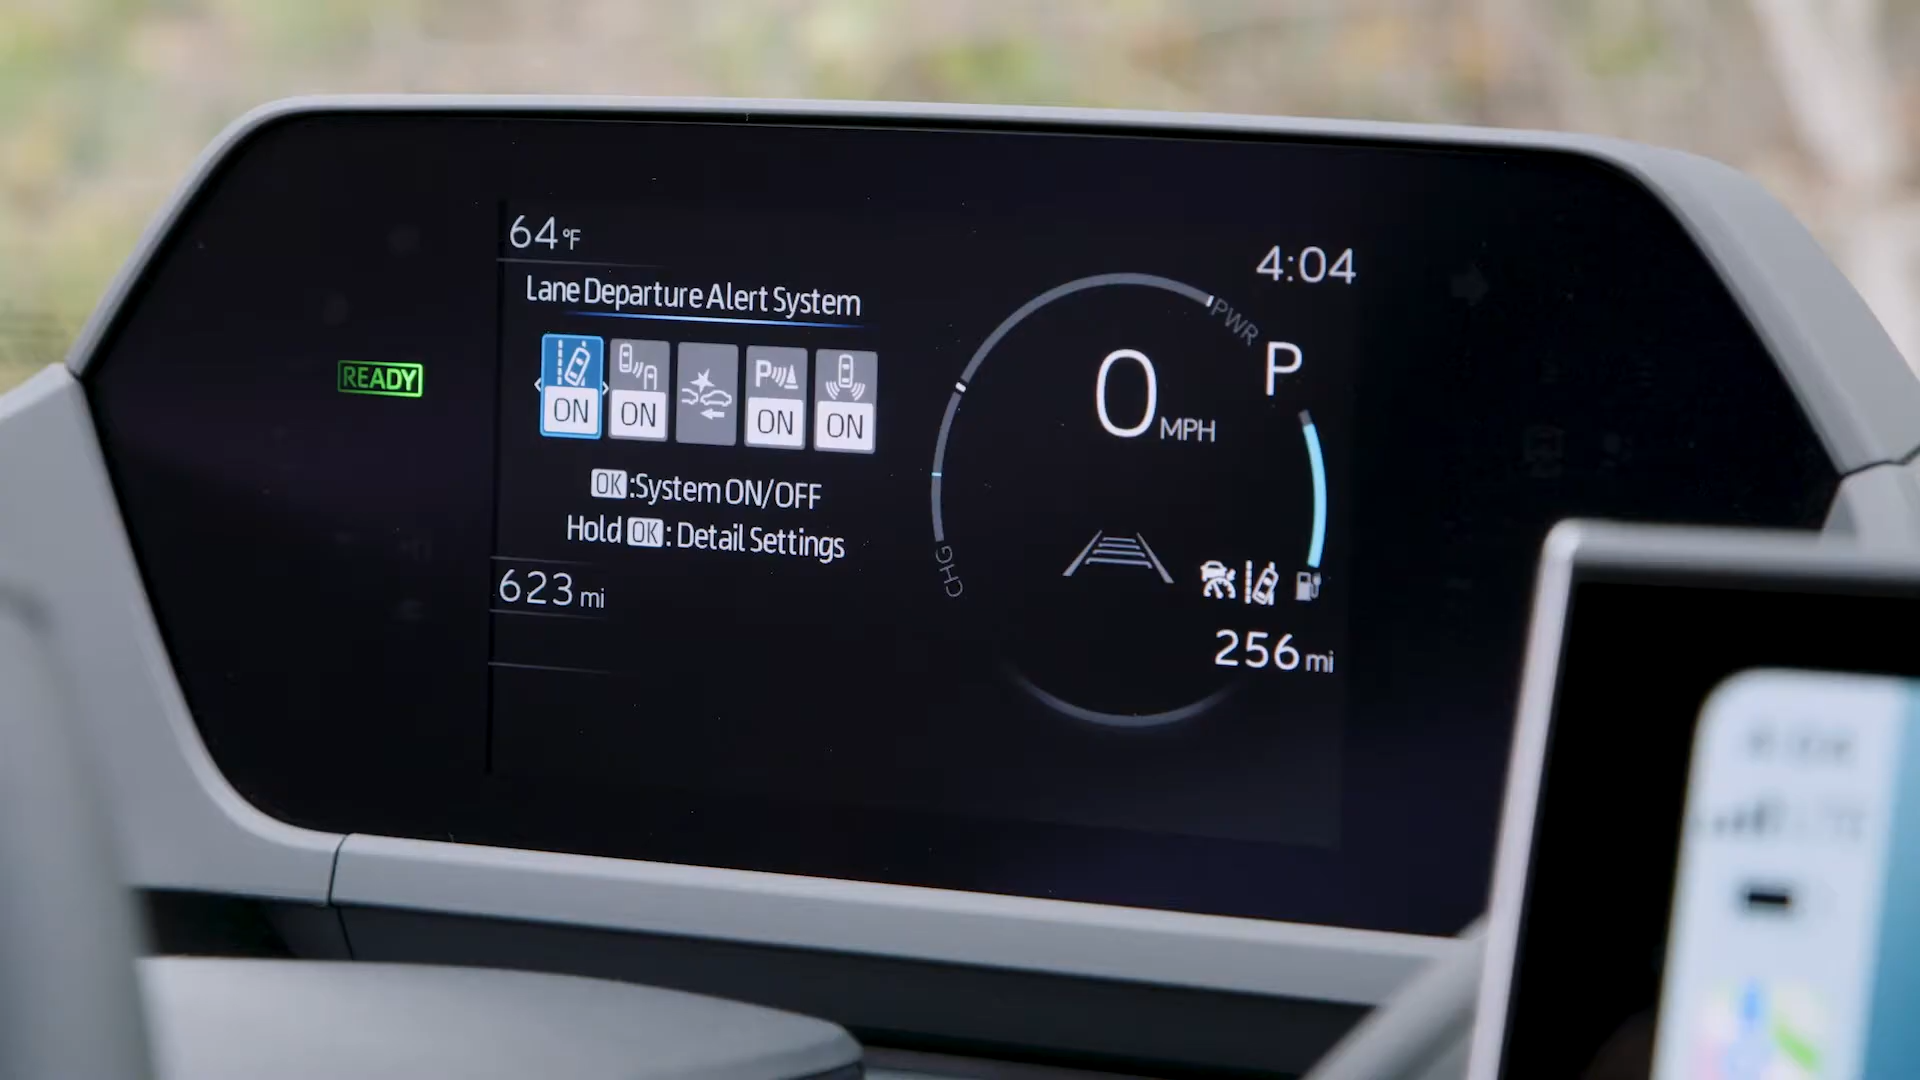 64°F
4:04
Lane Departure Alert System
PWR
P
READY
ON ON P ON ON
0 MPH
OK:System ON/OFF
Hold OK: Detail Settings
CHG
623 mi
256 mi